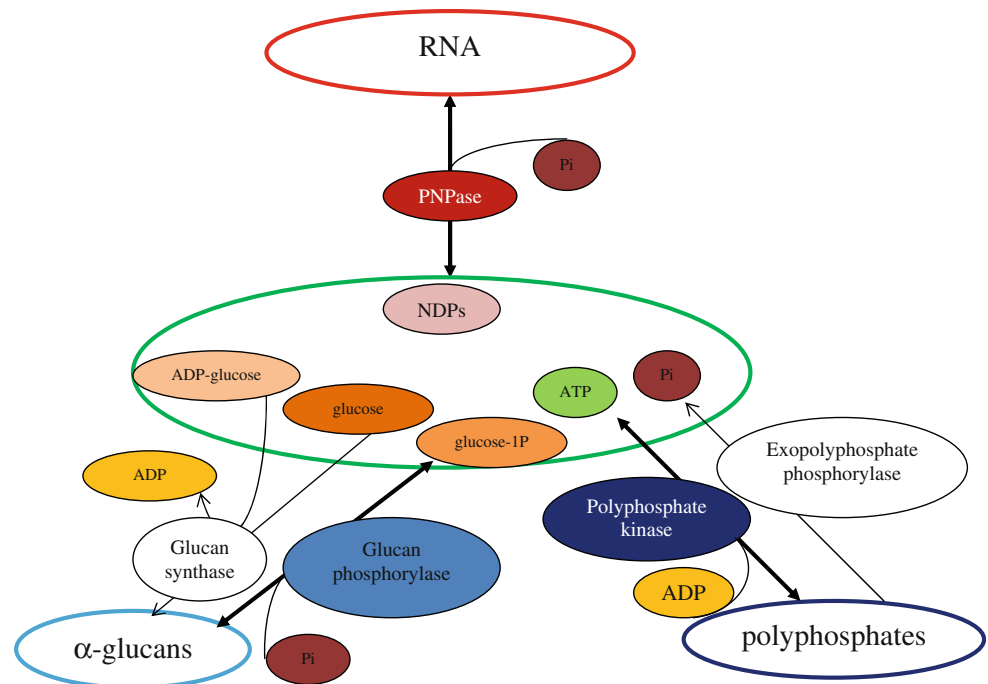 RNA
Pi
PNPase
NDPs
ADP-glucose
Pi
ATP
glucose
glucose-1P
Exopolyphosphate
phosphorylase
ADP
Polyphosphate
kinase
Glucan
synthase
Glucan
phosphorylase
ADP
α-glucans
Pi
polyphosphates